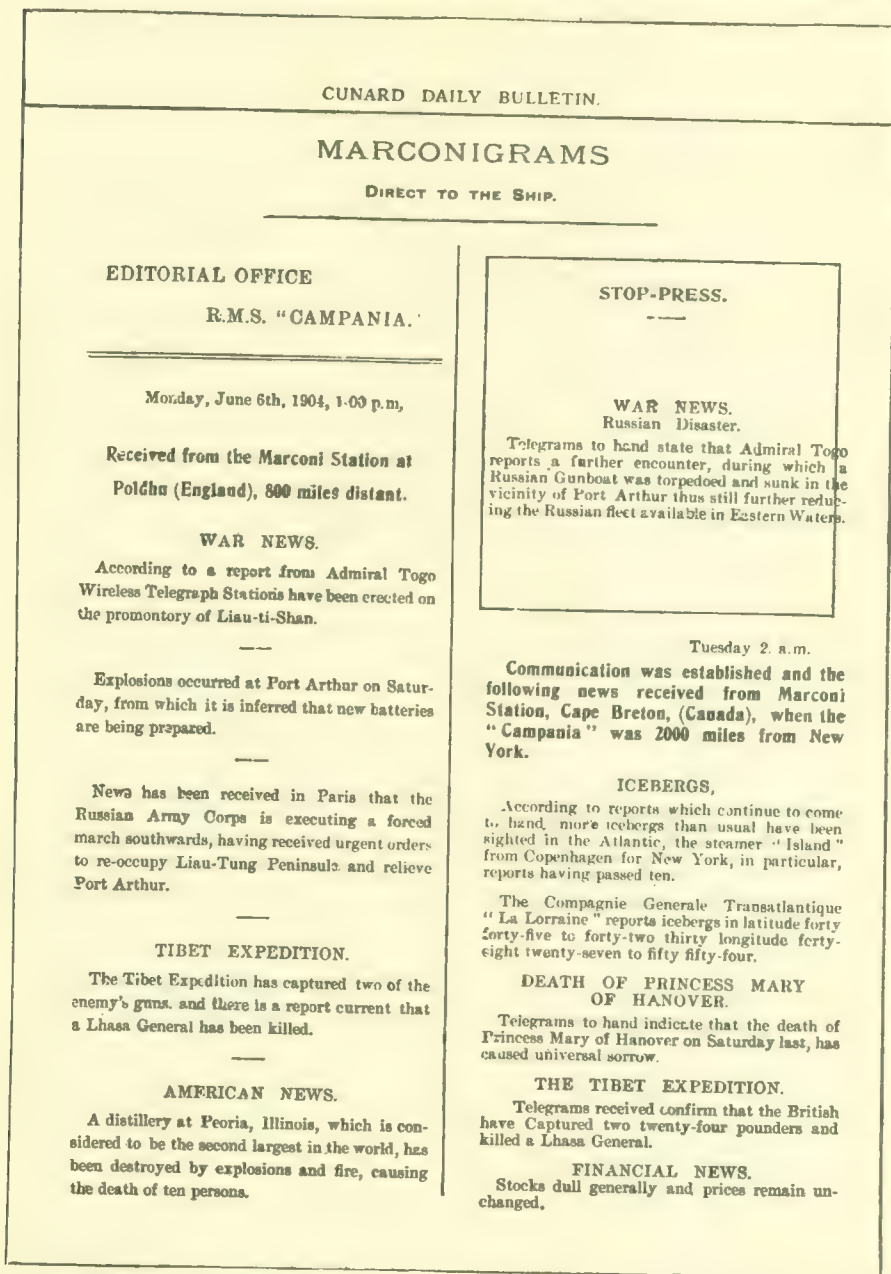 CUNARD DAILY BULLETIN.
MARCONIGRAMS
DIRECT TO THE SHIP.
EDITORIAL OFFICE
R.M.S. "CAMPANIA.'
Monday, June 6th, 1904, 1-00 p.m,
Received from the Marconi Station at
Poldhu (England), 800 miles distant.
WAR NEWS.
According to a report from Admiral Togo
Wireless Telegraph Stations have been erected on
the promontory of Liau-ti-Shan.
Explosions occurred at Port Arthur on Satur-
day, from which it is inferred that new batteries
are being prepared.
News has been received in Paris that the
Russian Army Corps is executing a forced
march southwards, having received urgent orders
to re-occupy Liau-Tung Peninsula and relieve
Port Arthur.
TIBET EXPEDITION.
The Tibet Expedition has captured two of the
enemy's guns. and there is a report current that
a Lhasa General has been killed.
AMERICAN NEWS.
A distillery at Peoria, Illinois, which is con-
sidered to be the second largest in the world, has
been destroyed by explosions and fire, causing
the death of ten persons.
STOP-PRESS.
WAR NEWS.
Russian Disaster.
Telegrams to hand state that Admiral Togo
reports a further encounter, during which a
Russian Gunboat was torpedoed and sunk in the
vicinity of Port Arthur thus still further reduc-
ing the Russian fleet available in Eastern Waters.
Tuesday 2. a.m.
Communication was established and the
following news received from Marconi
Station, Cape Breton, (Canada), when the
"Campania" was 2000 miles from New
York.
ICEBERGS,
According to reports which continue to come
to hand, more icebergs than usual have been
sighted in the Atlantic, the steamer "Island"
from Copenhagen for New York, in particular,
reports having passed ten.
The Compagnie Generale Transatlantique
"La Lorraine" reports icebergs in latitude forty
forty-five to forty-two thirty longitude forty-
eight twenty-seven to fifty fifty-four.
DEATH OF PRINCESS MARY
OF HANOVER.
Telegrams to hand indicate that the death of
Princess Mary of Hanover on Saturday last, has
caused universal sorrow.
THE TIBET EXPEDITION.
Telegrams received confirm that the British
have Captured two twenty-four pounders and
killed a Lhasa General.
FINANCIAL NEWS.
Stocks dull generally and prices remain un-
changed.